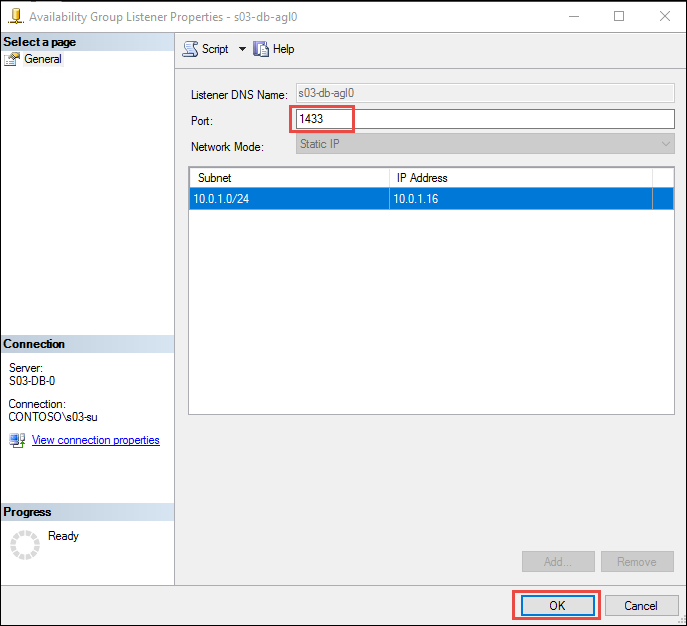 Availability Group Listener Properties - s03-db-agl0
Select a page
General
Script Help
Listener DNS Name: s03-db-agl0
Port: 1433
Network Mode: Static IP
Subnet IP Address
10.0.1.0/24 10.0.1.16
Connection
Server:
S03-DB-0
Connection:
CONTOSO\s03-su
View connection properties
Progress
Ready
Add... Remove
OK Cancel